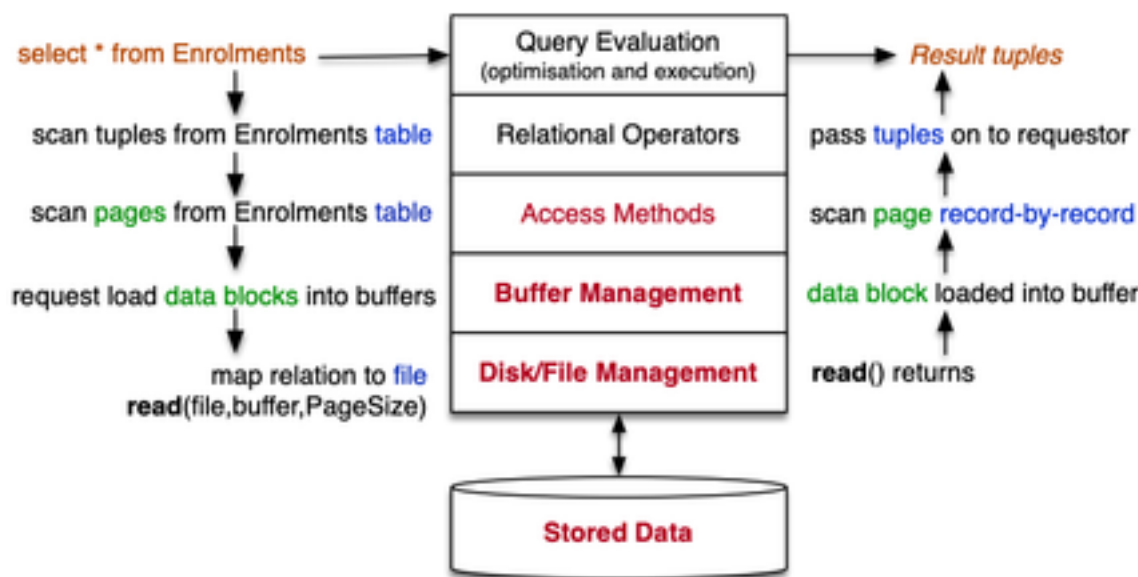 select * from Enrolments
scan tuples from Enrolments table
scan pages from Enrolments table
request load data blocks into buffers
map relation to file
read(file,buffer,PageSize)
Query Evaluation
(optimisation and execution)
Relational Operators
Access Methods
Buffer Management
Disk/File Management
Stored Data
Result tuples
pass tuples on to requestor
scan page record-by-record
data block loaded into buffer
read() returns